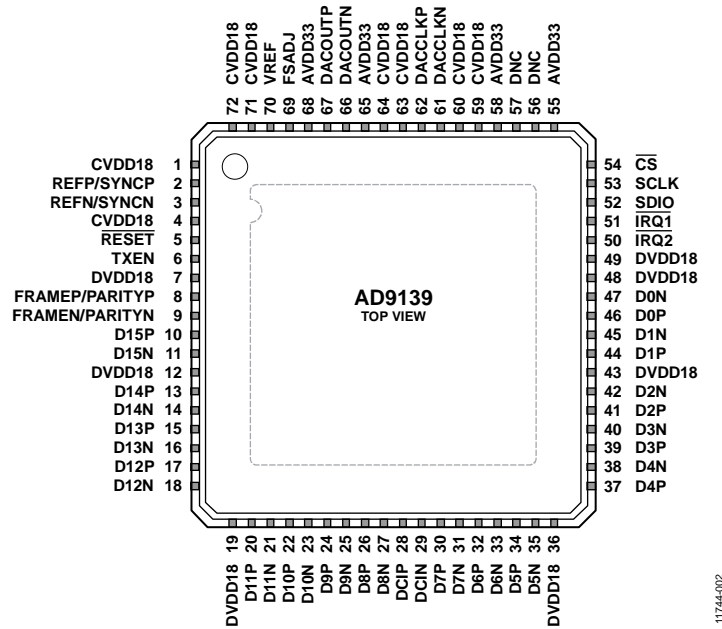 72 CVDD18
71 CVDD18
70 VREF
69 FSADJ
68 AVDD33
67 DACOUTP
66 DACOUTN
65 AVDD33
64 CVDD18
63 CVDD18
62 DACCLKP
61 DACCLKN
60 CVDD18
59 CVDD18
58 AVDD33
57 DNC
56 DNC
55 AVDD33
CVDD18 1
REFP/SYNCP 2
REFN/SYNCN 3
CVDD18 4
RESET 5
TXEN 6
DVDD18 7
FRAMEP/PARITYP 8
FRAMEN/PARITYN 9
D15P 10
D15N 11
DVDD18 12
D14P 13
D14N 14
D13P 15
D13N 16
D12P 17
D12N 18
AD9139
TOP VIEW
54 CS
53 SCLK
52 SDIO
51 IRQ1
50 IRQ2
49 DVDD18
48 DVDD18
47 D0N
46 D0P
45 D1N
44 D1P
43 DVDD18
42 D2N
41 D2P
40 D3N
39 D3P
38 D4N
37 D4P
DVDD18 19
D11P 20
D11N 21
D10P 22
D10N 23
D9P 24
D9N 25
D8P 26
D8N 27
DCIP 28
DCIN 29
D7P 30
D7N 31
D6P 32
D6N 33
D5P 34
D5N 35
DVDD18 36
11744-002